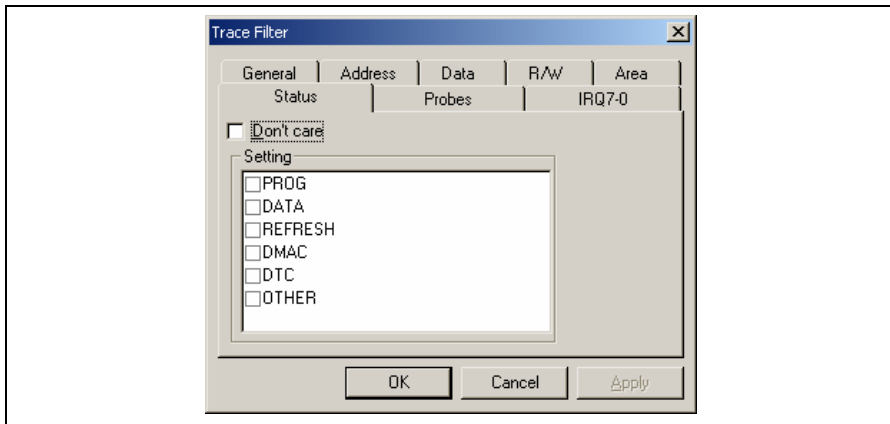 Trace Filter
General Address Data R/W Area
Status Probes IRQ7-0
Don't care
Setting
PROG
DATA
REFRESH
DMAC
DTC
OTHER
OK Cancel Apply